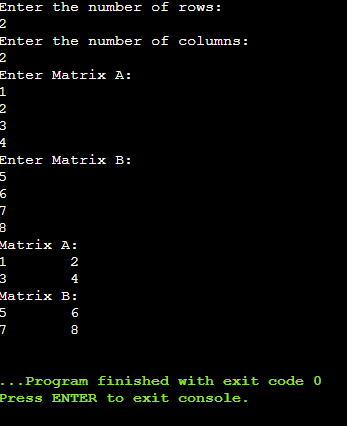 Enter the number of rows:
2
Enter the number of columns:
2
Enter Matrix A:
1
2
3
4
Enter Matrix B:
5
6
7
8
Matrix A:
1 2
3 4
Matrix B:
5 6
7 8
...Program finished with exit code 0
Press ENTER to exit console.